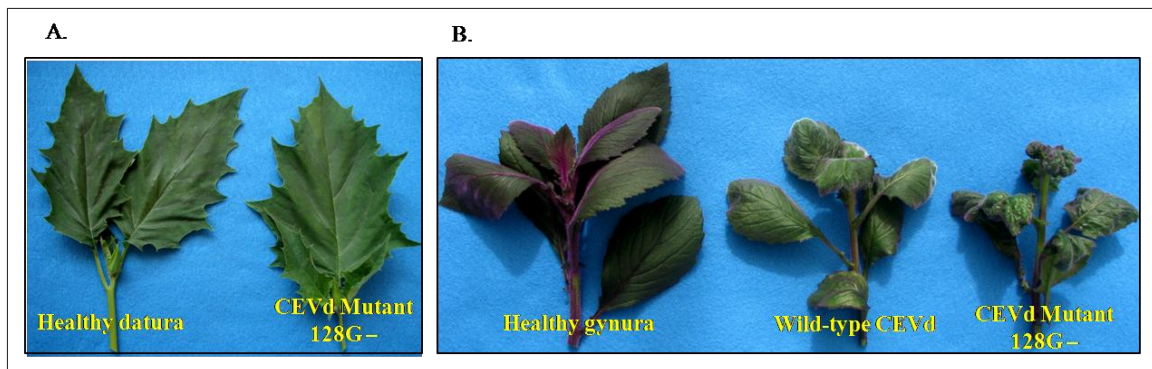 A.
B.
Healthy datura
CEVd Mutant
128G –
Healthy gynura
Wild-type CEVd
CEVd Mutant
128G –